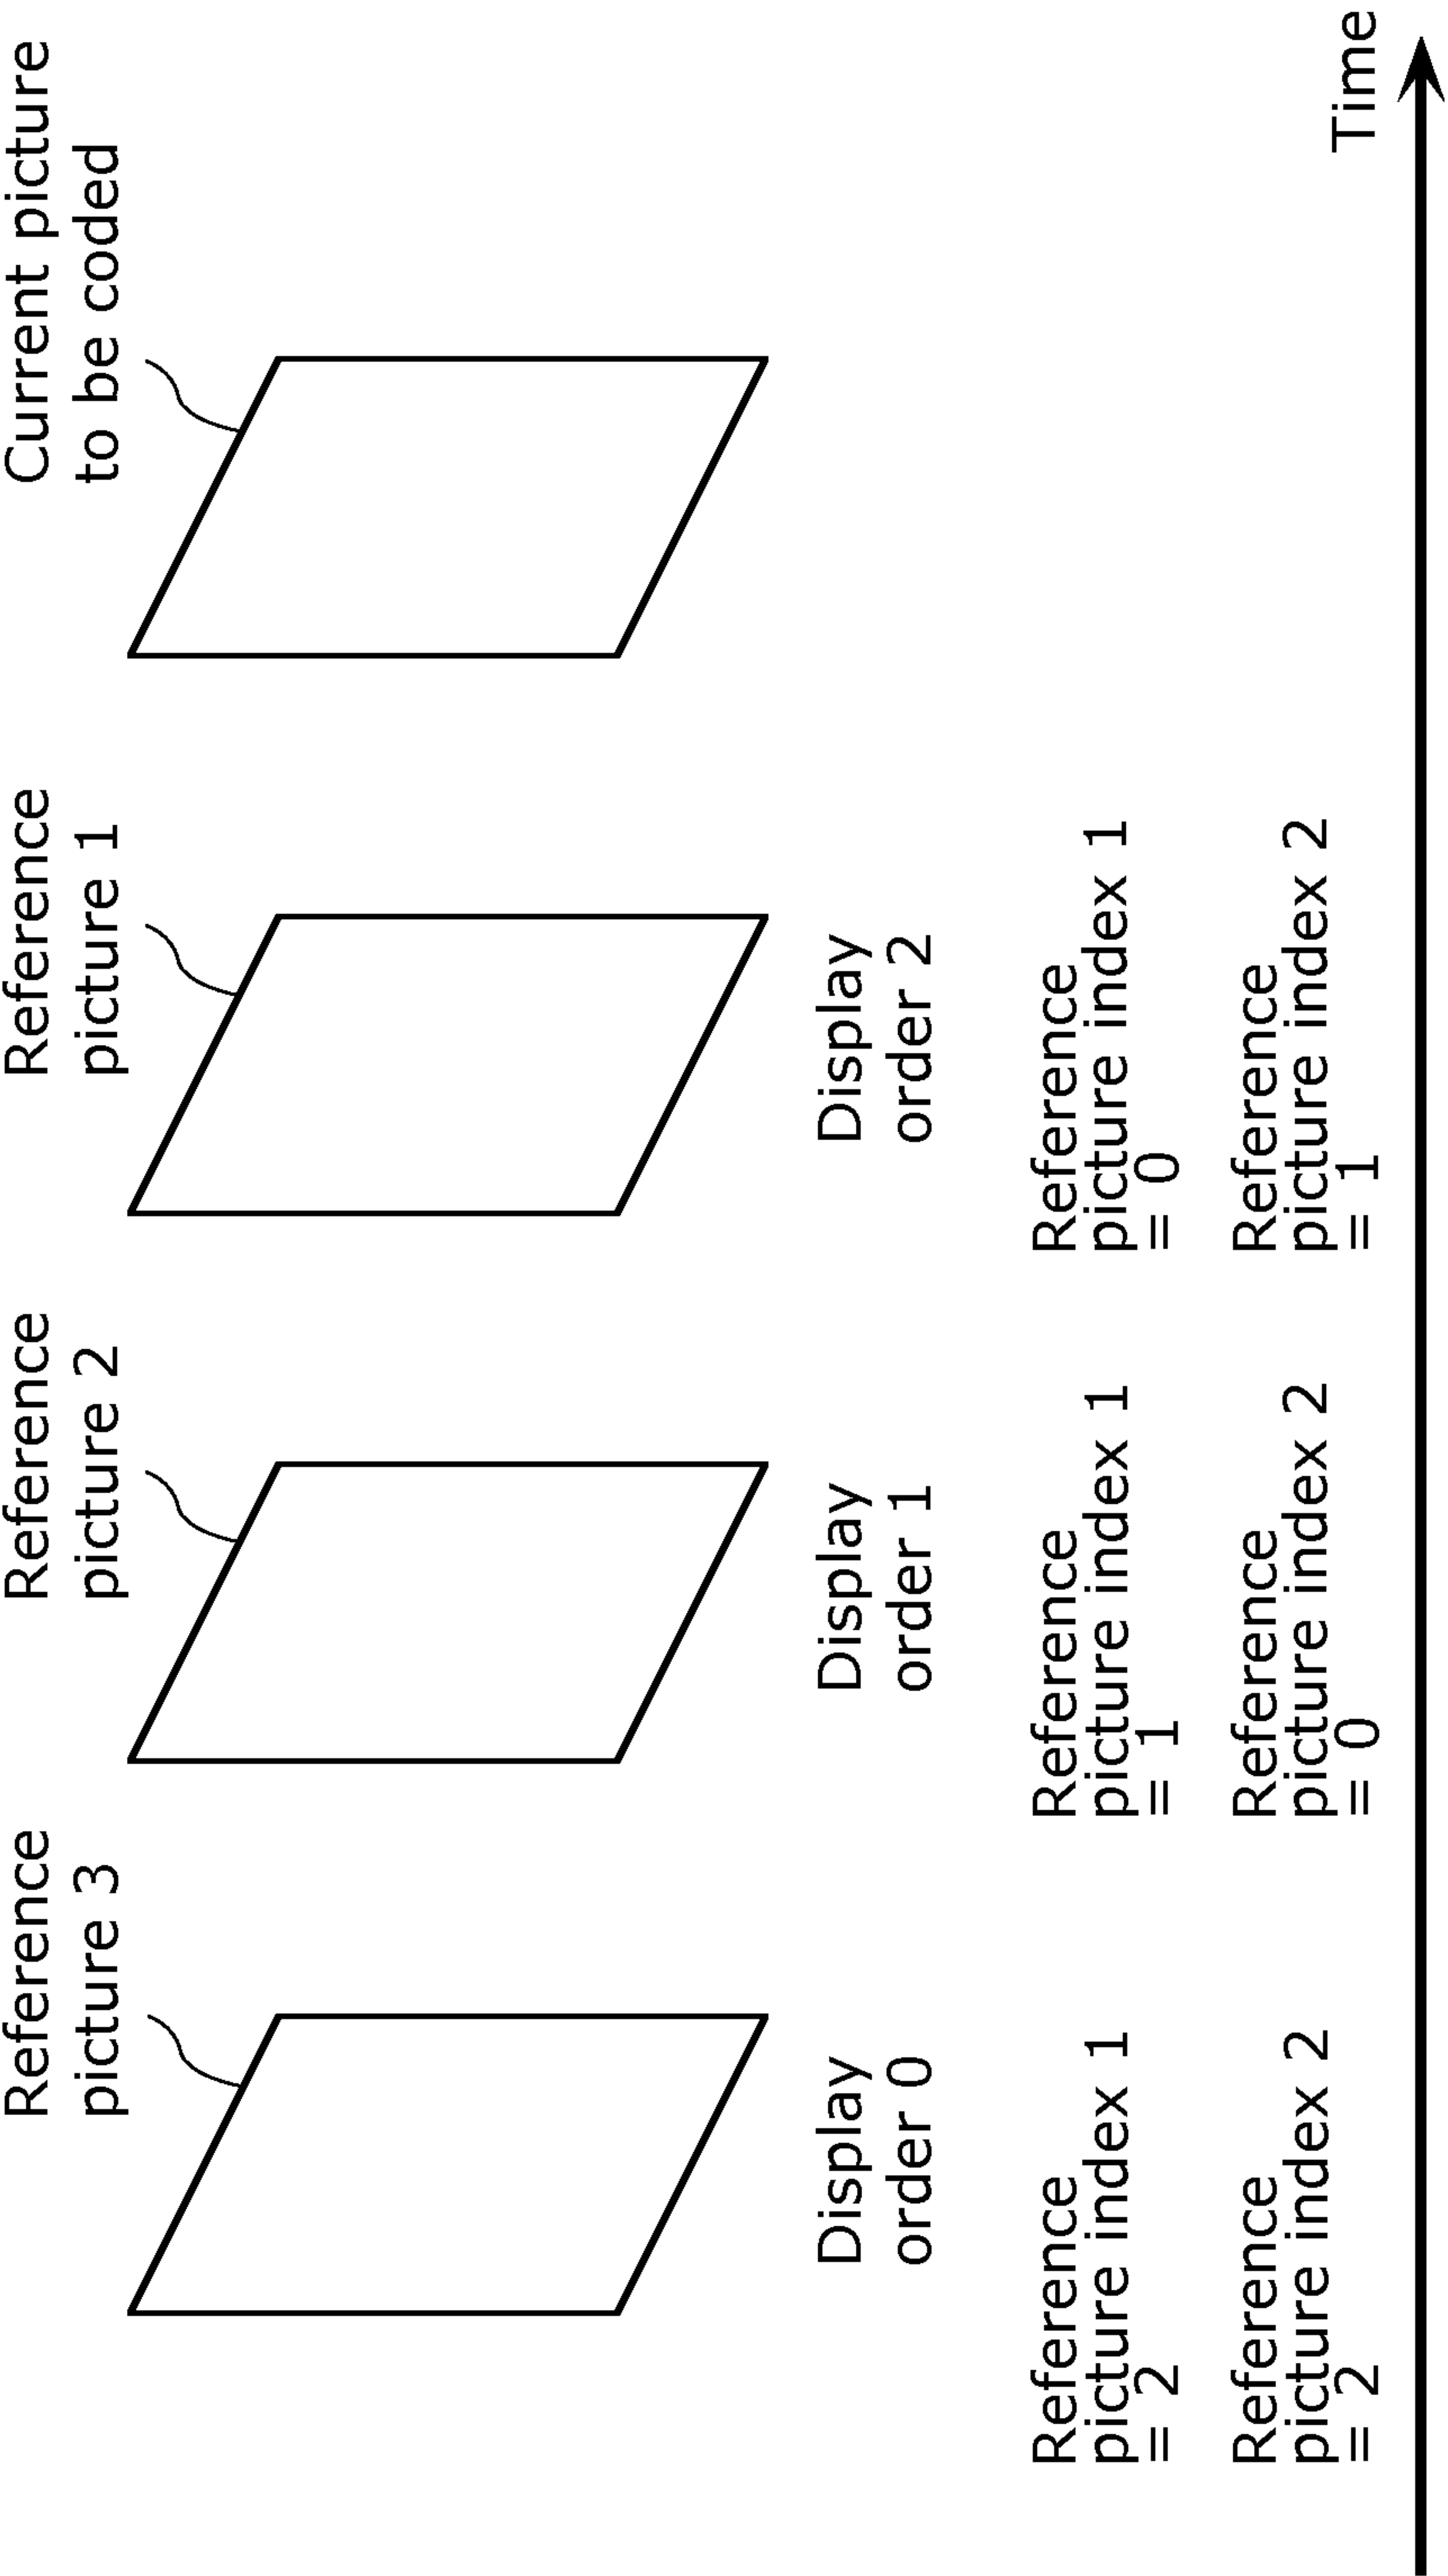 Reference
picture 3
Reference
picture 2
Reference
picture 1
Current picture
to be coded
Display
order 0
Display
order 1
Display
order 2
Reference
picture index 1
= 2
Reference
picture index 1
= 1
Reference
picture index 1
= 0
Reference
picture index 2
= 2
Reference
picture index 2
= 0
Reference
picture index 2
= 1
Time